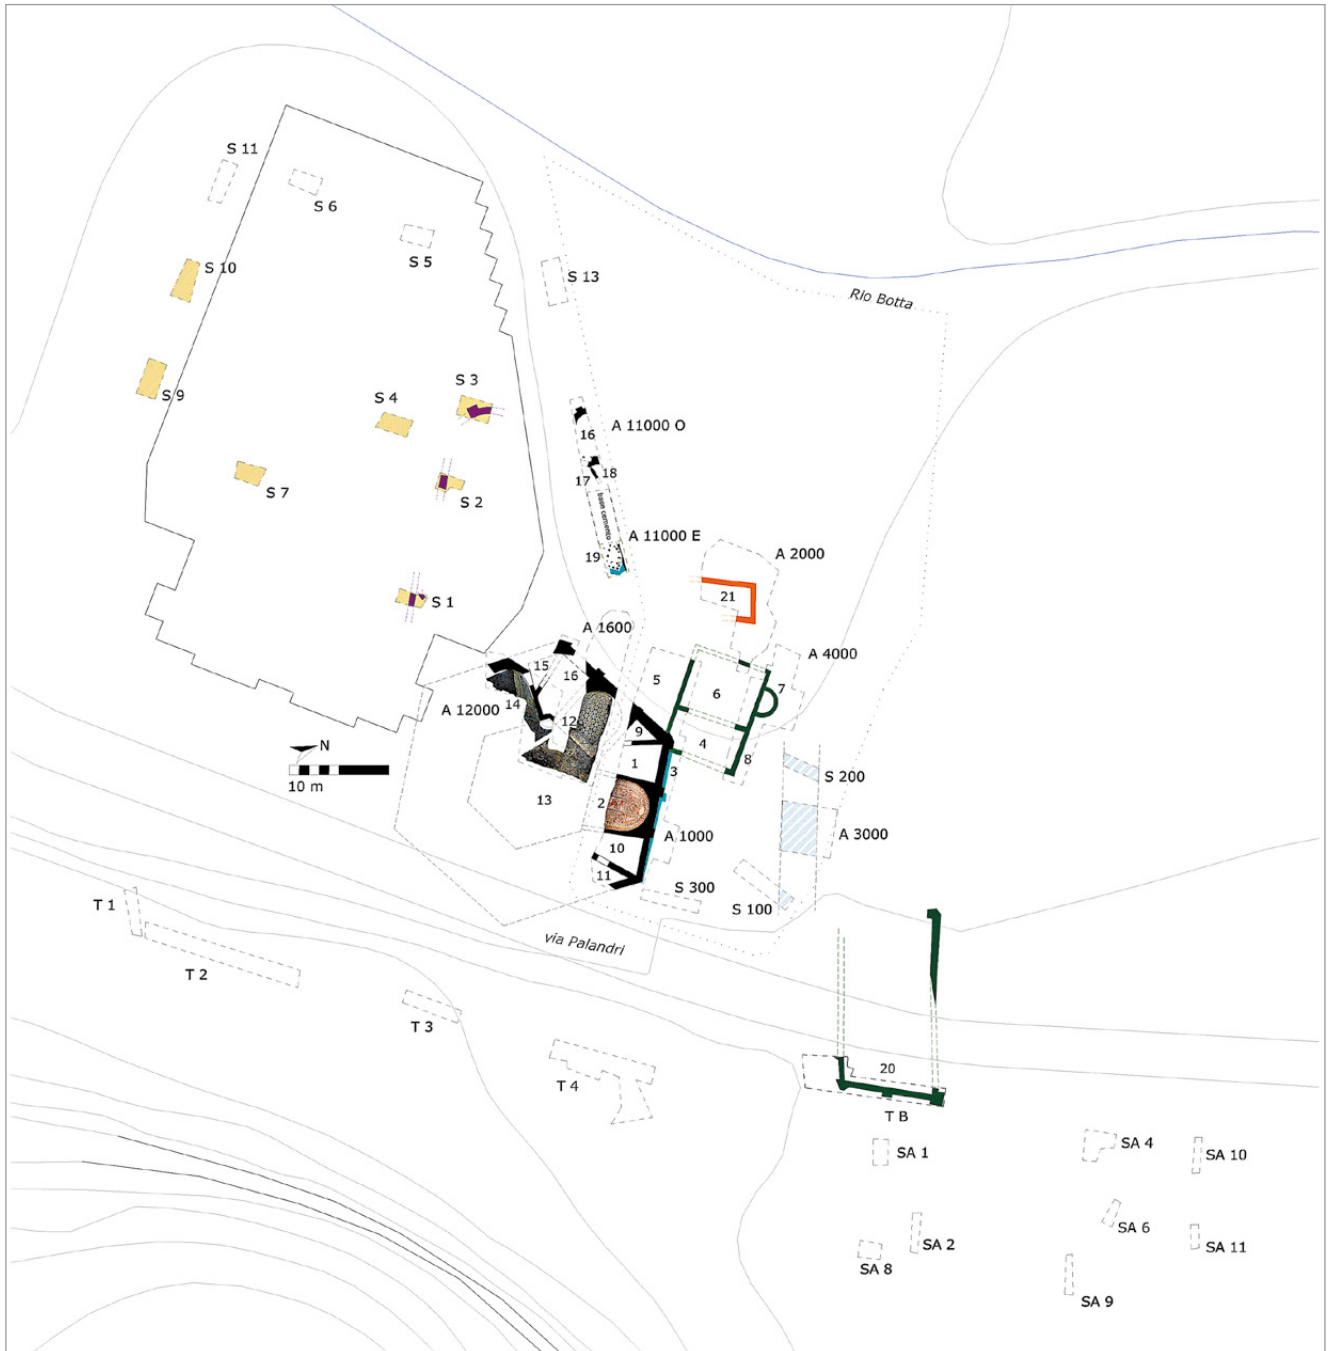 S 11
S 6
S 5
S 10
S 13
Rio Botta
S 9
S 3
S 4
A 11000 O
16
17
18
S 7
S 2
base cemento
A 11000 E
19
A 2000
21
S 1
A 1600
A 4000
15
16
5
6
7
14
A 12000
12
9
4
8
N
10 m
1
3
S 200
13
2
A 1000
A 3000
10
11
S 300
S 100
T 1
via Palandri
T 2
T 3
T 4
20
T B
SA 1
SA 4
SA 10
SA 2
SA 6
SA 11
SA 8
SA 9